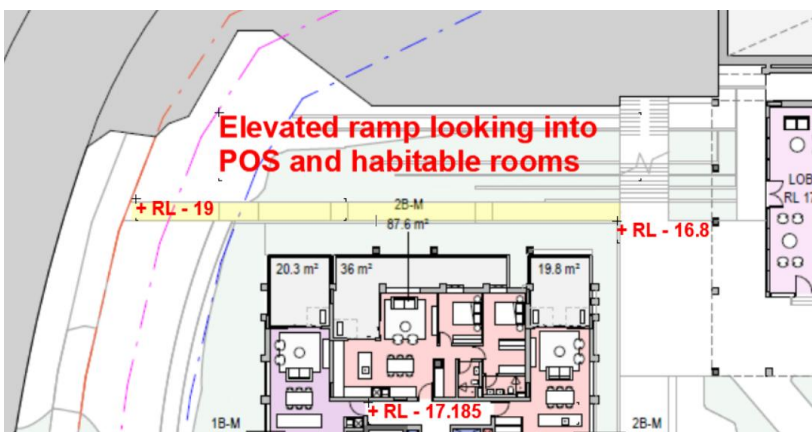 Elevated ramp looking into
POS and habitable rooms
+ RL - 19
2B-M
87.6 m²
+ RL - 16.8
LOB
RL 17
20.3 m²
36 m²
19.8 m²
+ RL - 17.185
1B-M
2B-M